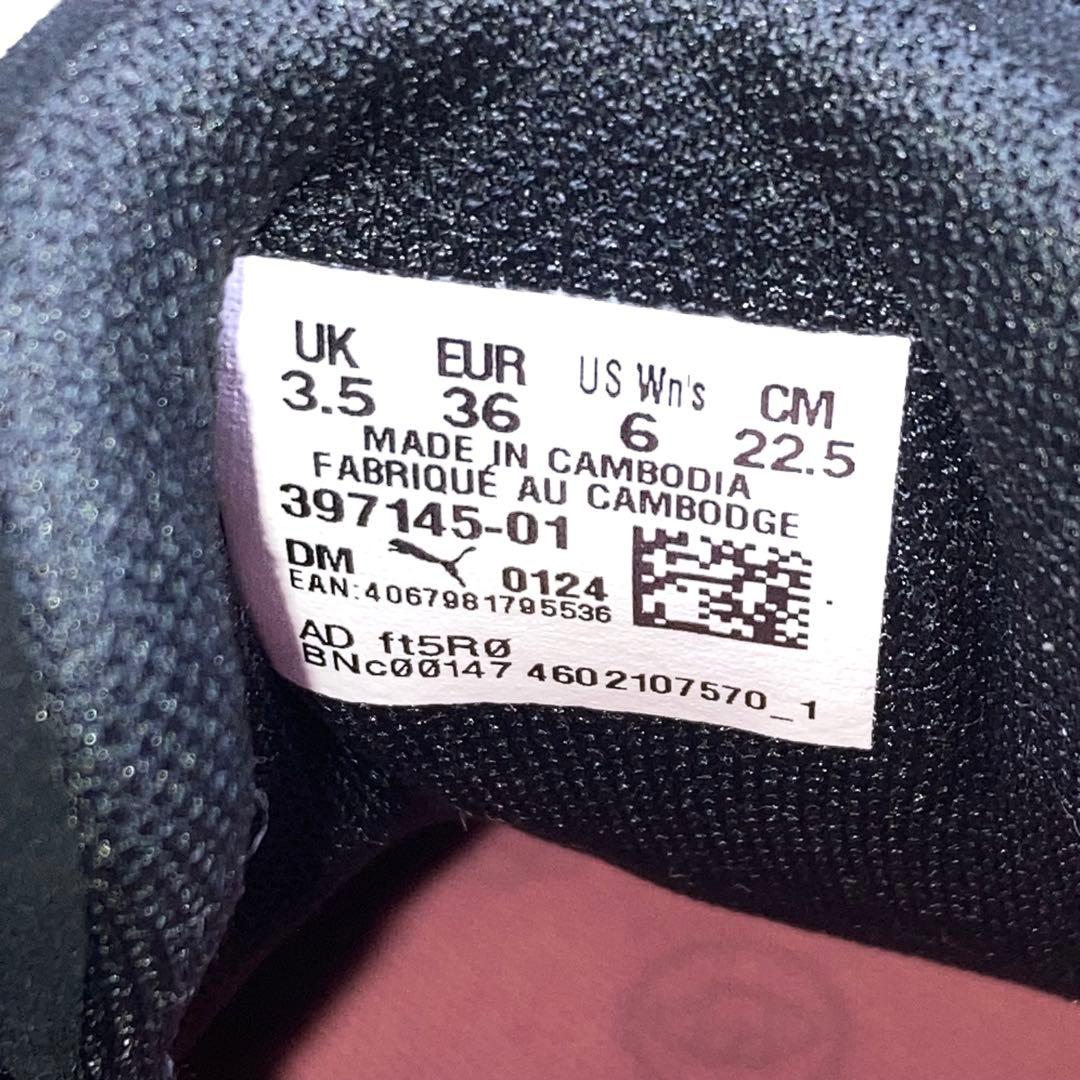 UK EUR US Wn's CM
3.5 36 6 22.5
MADE IN CAMBODIA
FABRIQUÉ AU CAMBODGE
397145-01
DM 0124
EAN:4067981795536
AD ft5RØ
BNcØØ147 4602107570_1